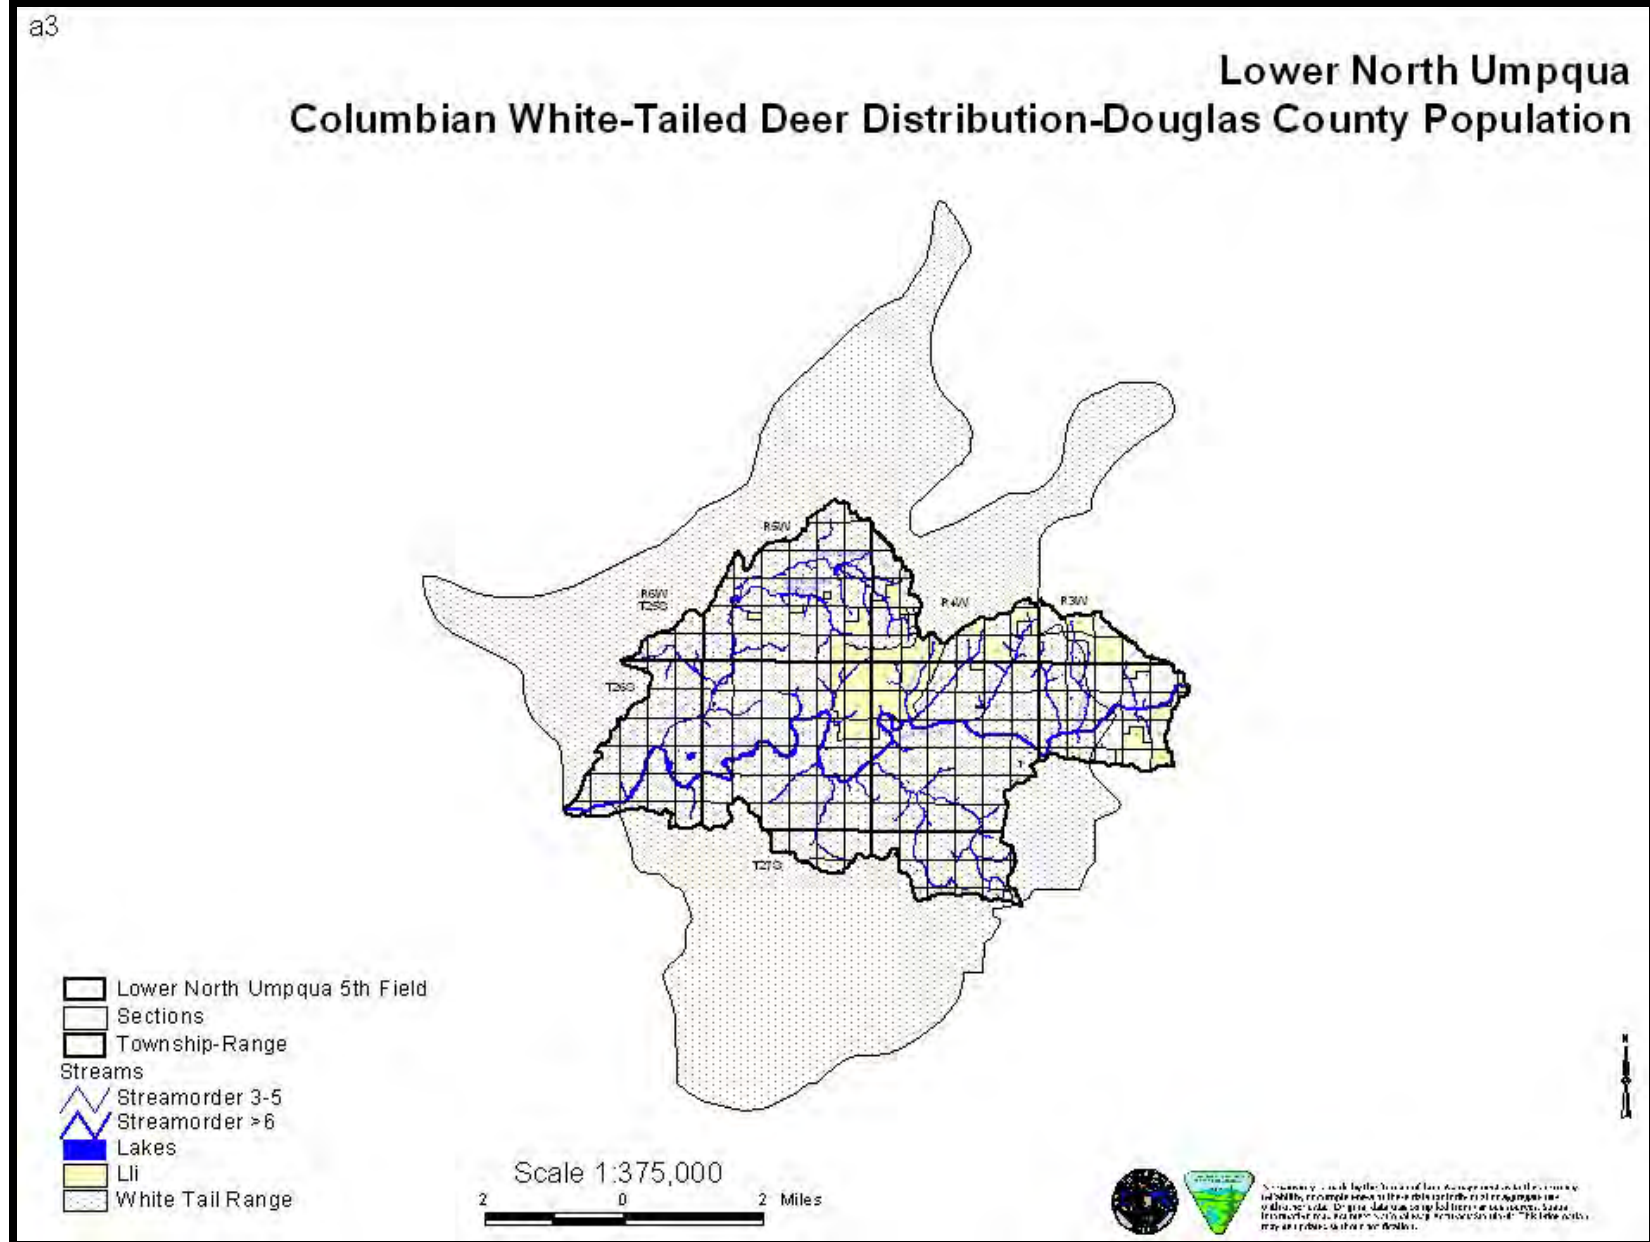 a3
Lower North Umpqua
Columbian White-Tailed Deer Distribution-Douglas County Population
R5W
R6W
T25S
R4W
R3W
T26S
T27S
Lower North Umpqua 5th Field
Sections
Township-Range
Streams
Streamorder 3-5
Streamorder >6
Lakes
Lli
White Tail Range
Scale 1:375,000
2 0 2 Miles
N